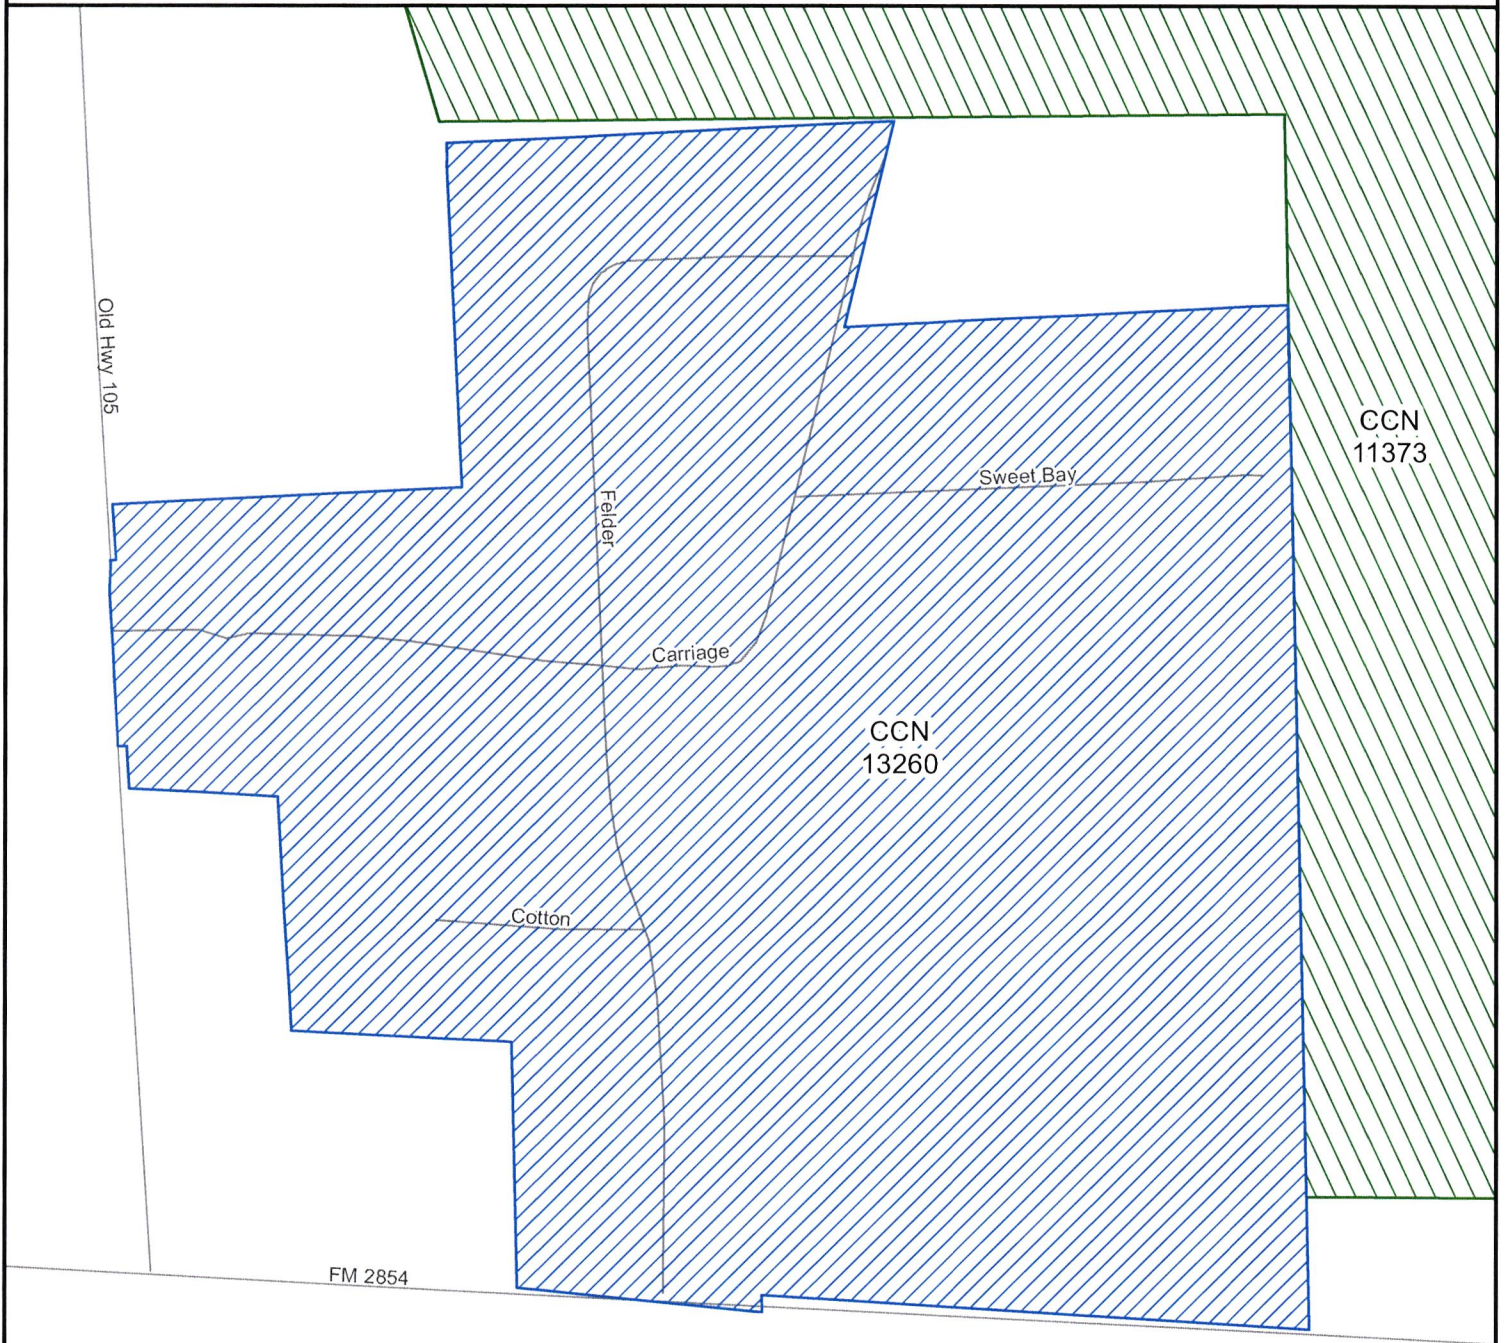 Old Hwy 105
CCN
11373
Sweet Bay
Felder
Carriage
CCN
13260
Cotton
FM 2854